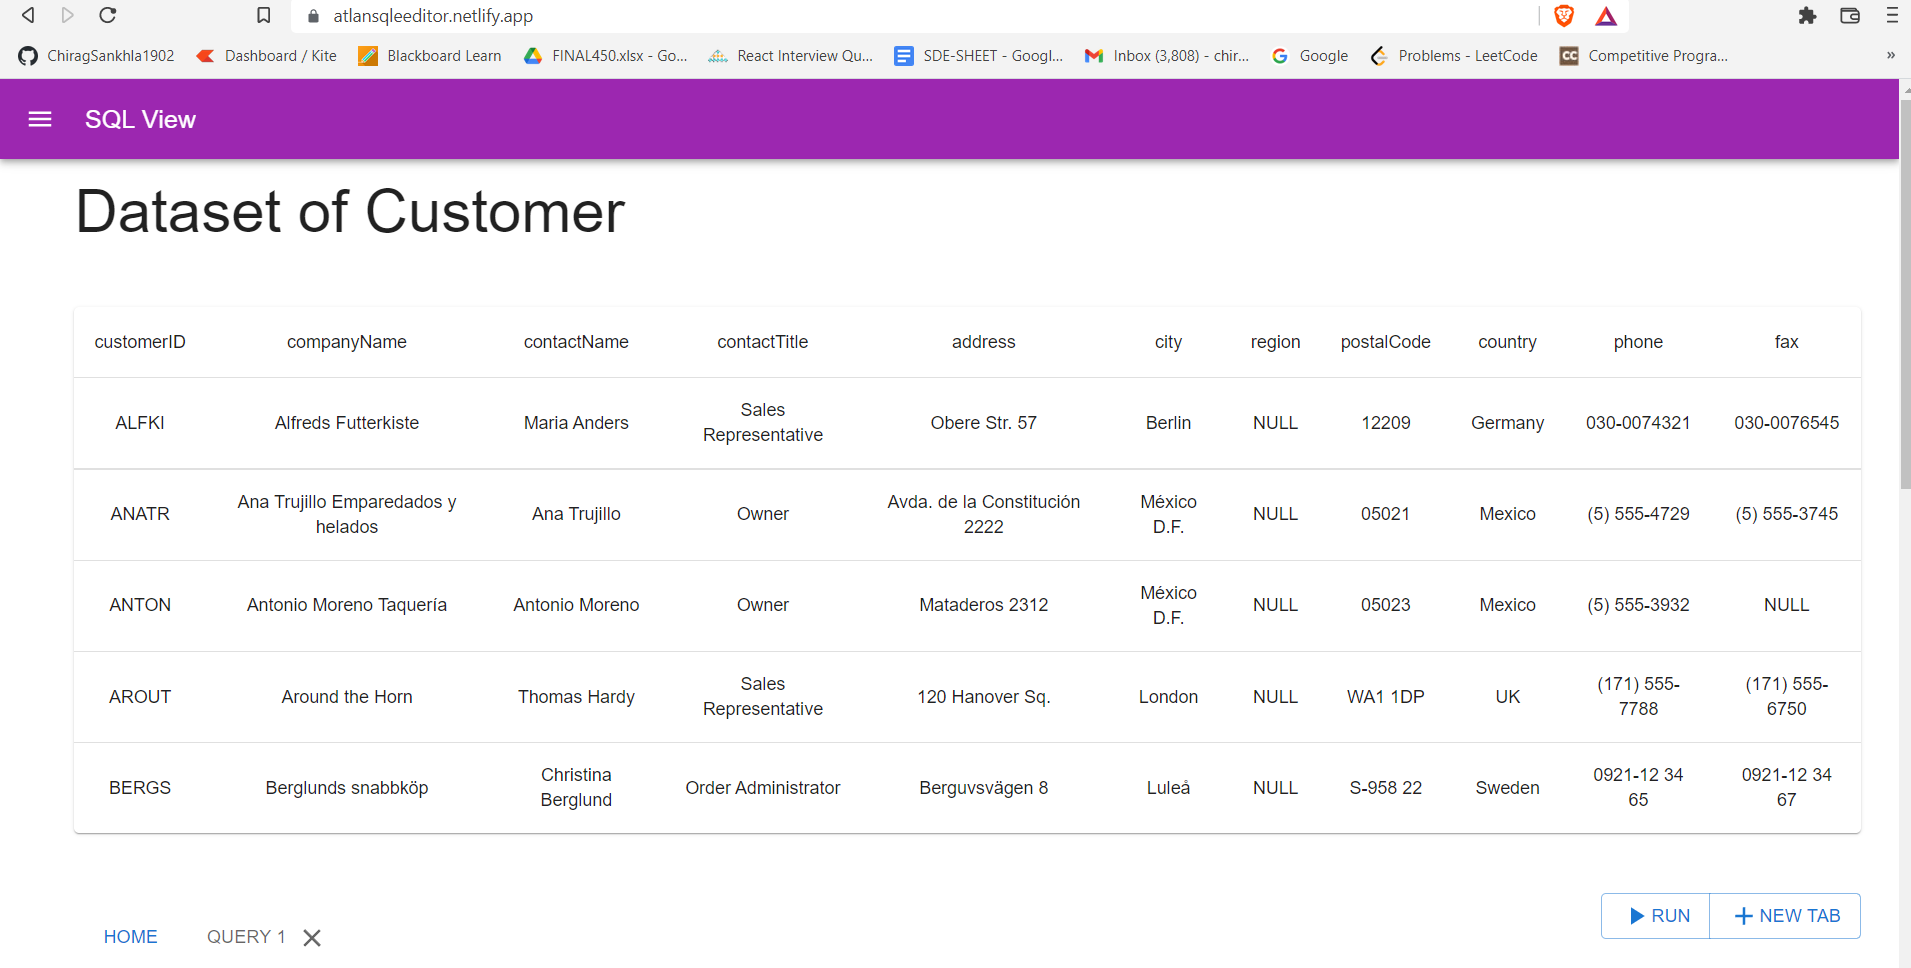 atlansqleeditor.netlify.app
ChiragSankhla1902 Dashboard / Kite Blackboard Learn FINAL450.xlsx - Go... React Interview Qu... SDE-SHEET - Googl... Inbox (3,808) - chir... Google Problems - LeetCode CC Competitive Progra... »
SQL View
Dataset of Customer
customerID companyName contactName contactTitle address city region postalCode country phone fax
ALFKI Alfreds Futterkiste Maria Anders Sales Representative Obere Str. 57 Berlin NULL 12209 Germany 030-0074321 030-0076545
ANATR Ana Trujillo Emparedados y helados Ana Trujillo Owner Avda. de la Constitución 2222 México D.F. NULL 05021 Mexico (5) 555-4729 (5) 555-3745
ANTON Antonio Moreno Taquería Antonio Moreno Owner Mataderos 2312 México D.F. NULL 05023 Mexico (5) 555-3932 NULL
AROUT Around the Horn Thomas Hardy Sales Representative 120 Hanover Sq. London NULL WA1 1DP UK (171) 555-7788 (171) 555-6750
BERGS Berglunds snabbköp Christina Berglund Order Administrator Berguvsvägen 8 Luleå NULL S-958 22 Sweden 0921-12 34 65 0921-12 34 67
RUN NEW TAB
HOME QUERY 1